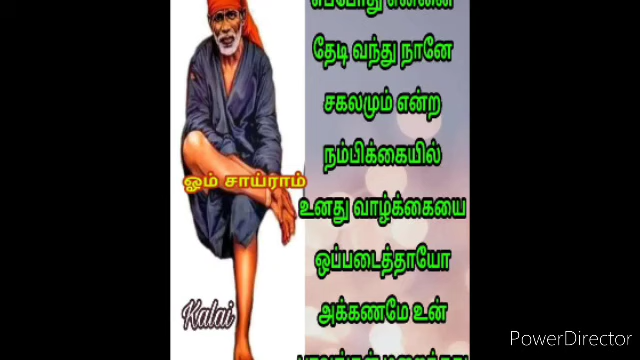 தேடி வந்து நானே
சகலமும் என்ற
நம்பிக்கையில்
உனது வாழ்க்கையை
ஒப்படைத்தாயோ
அக்கணமே உன்
ஓம் சாய்ராம்
Kalai
PowerDirector